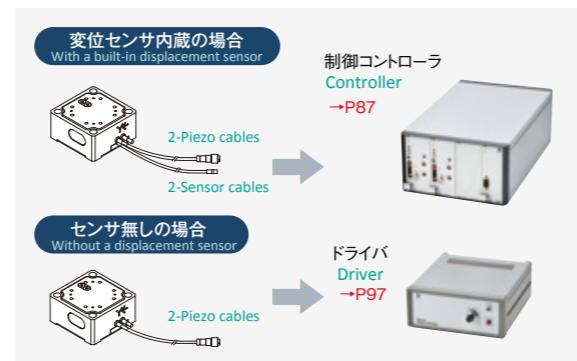 変位センサ内蔵の場合
With a built-in displacement sensor
制御コントローラ
Controller
→P87
2-Piezo cables
2-Sensor cables
センサ無しの場合
Without a displacement sensor
ドライバ
Driver
→P97
2-Piezo cables